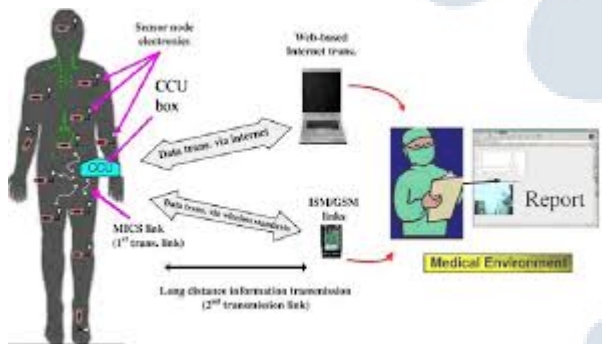 Sensor node
electronics
CCU
box
CCU
MICS link
(1st trans. link)
Web-based
Internet trans.
Data trans. via internet
Data trans. via wireless standards
ISM/GSM
links
Long distance information transmission
(2nd transmission link)
Report
Medical Environment